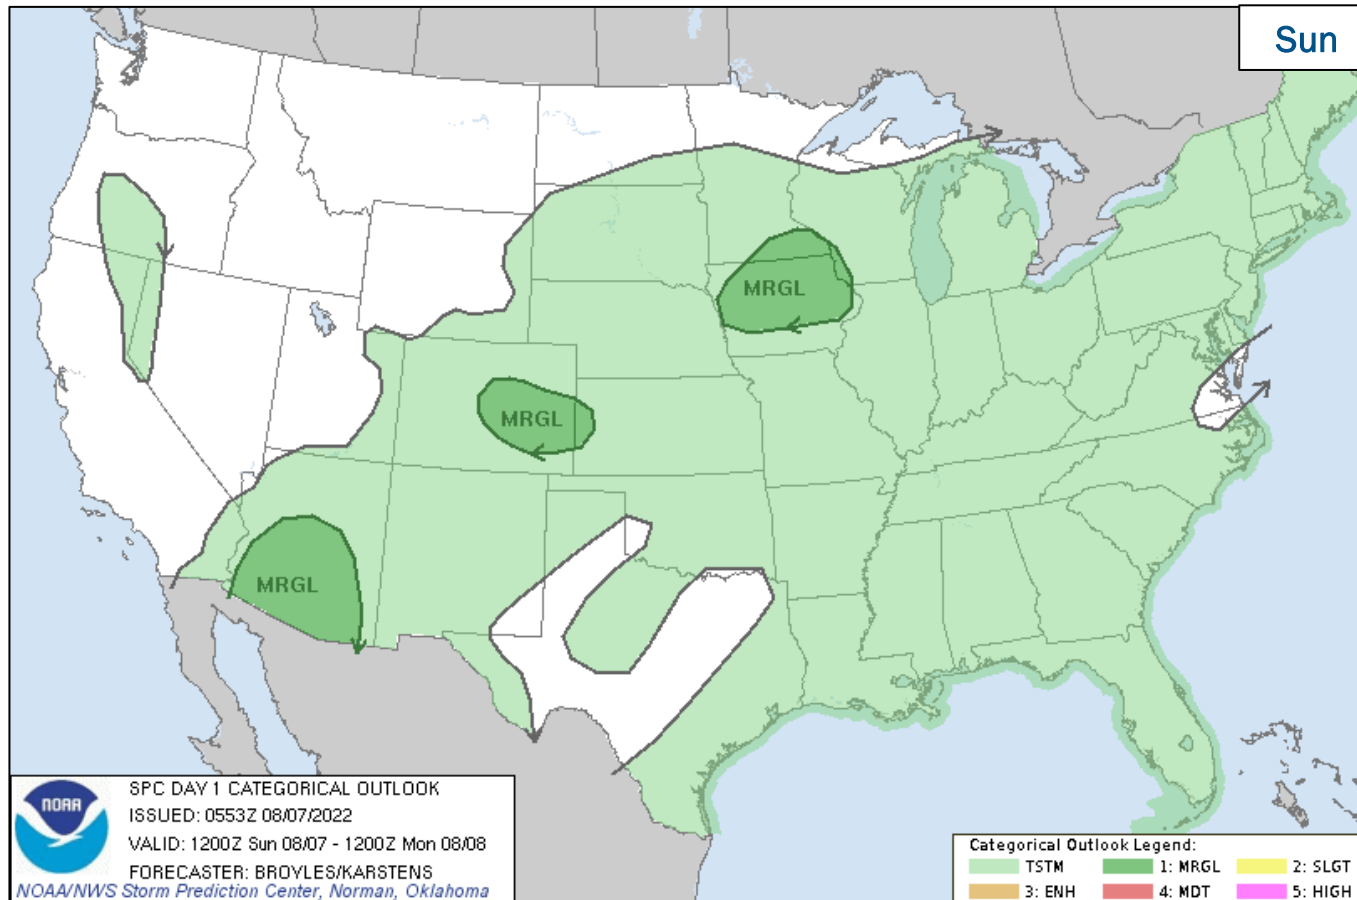 Sun
MRGL
MRGL
MRGL
NOAA
SPC DAY 1 CATEGORICAL OUTLOOK
ISSUED: 0553Z 08/07/2022
VALID: 1200Z Sun 08/07 - 1200Z Mon 08/08
FORECASTER: BROYLES/KARSTENS
NOAA/NWS Storm Prediction Center, Norman, Oklahoma
Categorical Outlook Legend:
TSTM 1: MRGL 2: SLGT
3: ENH 4: MDT 5: HIGH